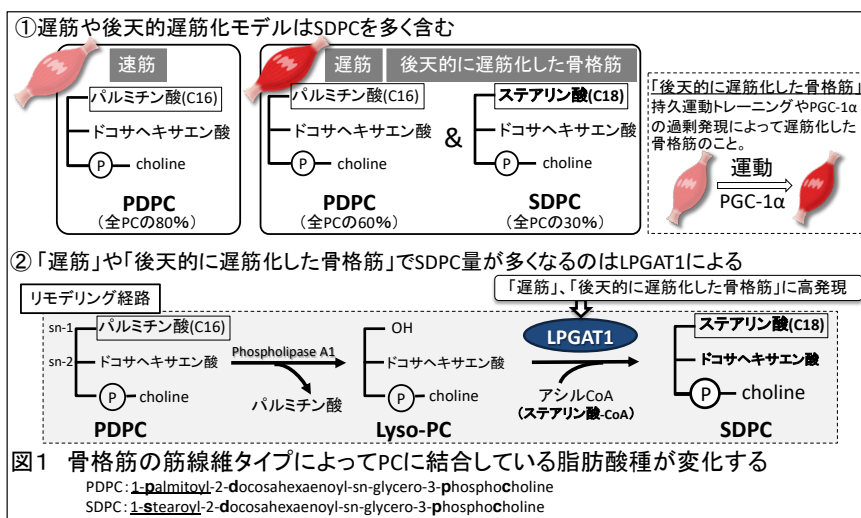 ①遅筋や後天的遅筋化モデルはSDPCを多く含む
速筋
パルミチン酸(C16)
ドコサヘキサエン酸
P choline
PDPC
(全PCの80%)
遅筋 後天的に遅筋化した骨格筋
パルミチン酸(C16)
ドコサヘキサエン酸
P choline
PDPC
(全PCの60%)
&
ステアリン酸(C18)
ドコサヘキサエン酸
P choline
SDPC
(全PCの30%)
「後天的に遅筋化した骨格筋」
持久運動トレーニングやPGC-1α
の過剰発現によって遅筋化した
骨格筋のこと。
運動
PGC-1α
②「遅筋」や「後天的に遅筋化した骨格筋」でSDPC量が多くなるのはLPGAT1による
リモデリング経路
「遅筋」、「後天的に遅筋化した骨格筋」に高発現
sn-1 パルミチン酸(C16)
sn-2 ドコサヘキサエン酸
P choline
PDPC
Phospholipase A1
パルミチン酸
OH
ドコサヘキサエン酸
P choline
Lyso-PC
LPGAT1
アシルCoA
(ステアリン酸-CoA)
ステアリン酸(C18)
ドコサヘキサエン酸
P choline
SDPC
図1 骨格筋の筋線維タイプによってPCに結合している脂肪酸種が変化する
PDPC:1-palmitoyl-2-docosahexaenoyl-sn-glycero-3-phosphocholine
SDPC:1-stearoyl-2-docosahexaenoyl-sn-glycero-3-phosphocholine